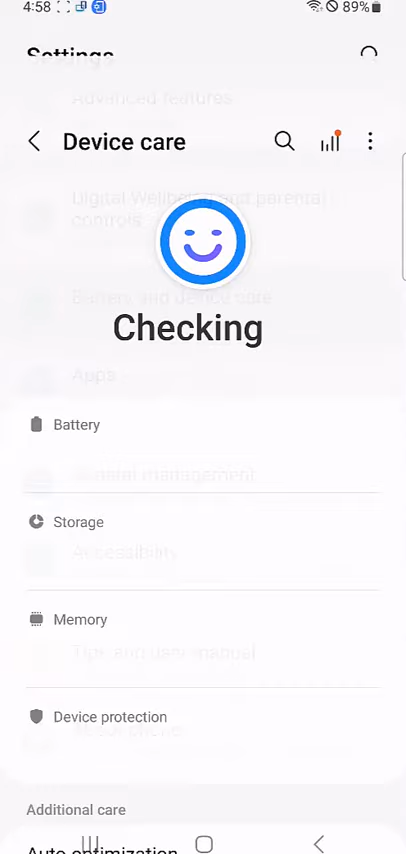 4:58
89%
Settings
Advanced features
Device care
Digital Wellbeing and parental
controls
Battery and device care
Checking
Apps
Battery
General management
Storage
Accessibility
Memory
Tips and user manual
Device protection
About phone
Additional care
Auto optimization